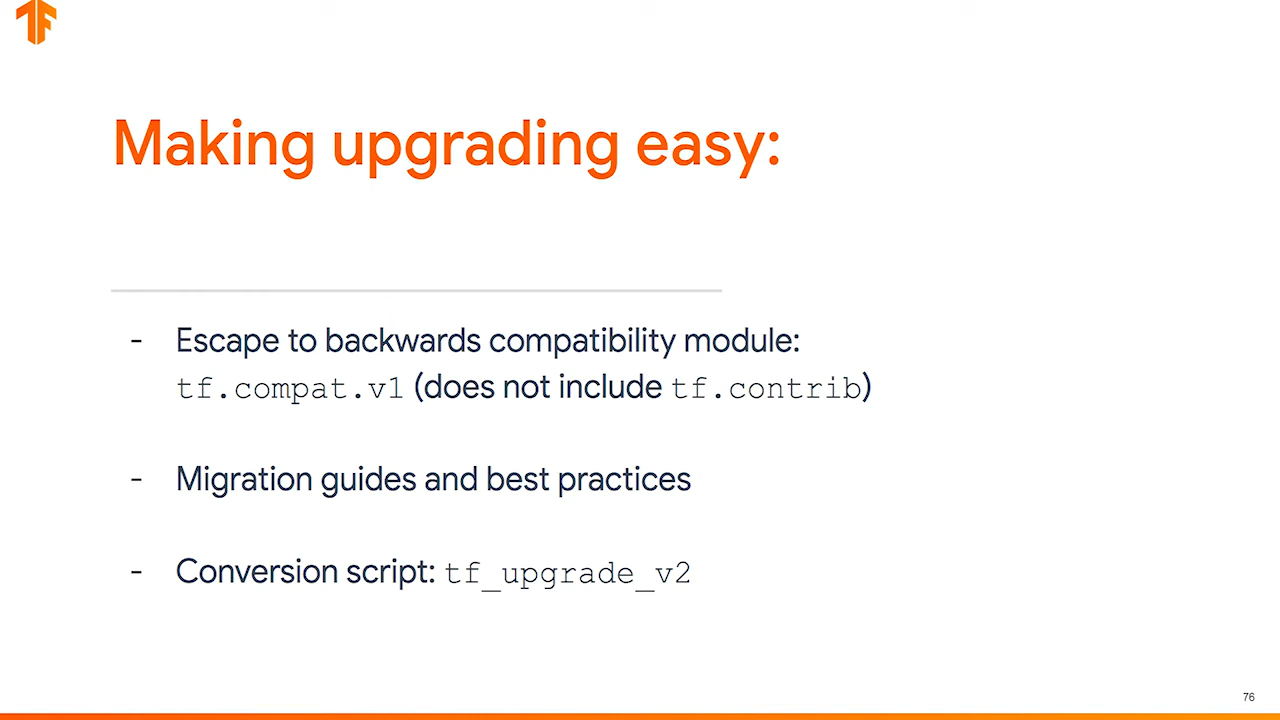 Making upgrading easy:
- Escape to backwards compatibility module:
tf.compat.v1 (does not include tf.contrib)
- Migration guides and best practices
- Conversion script: tf_upgrade_v2
76